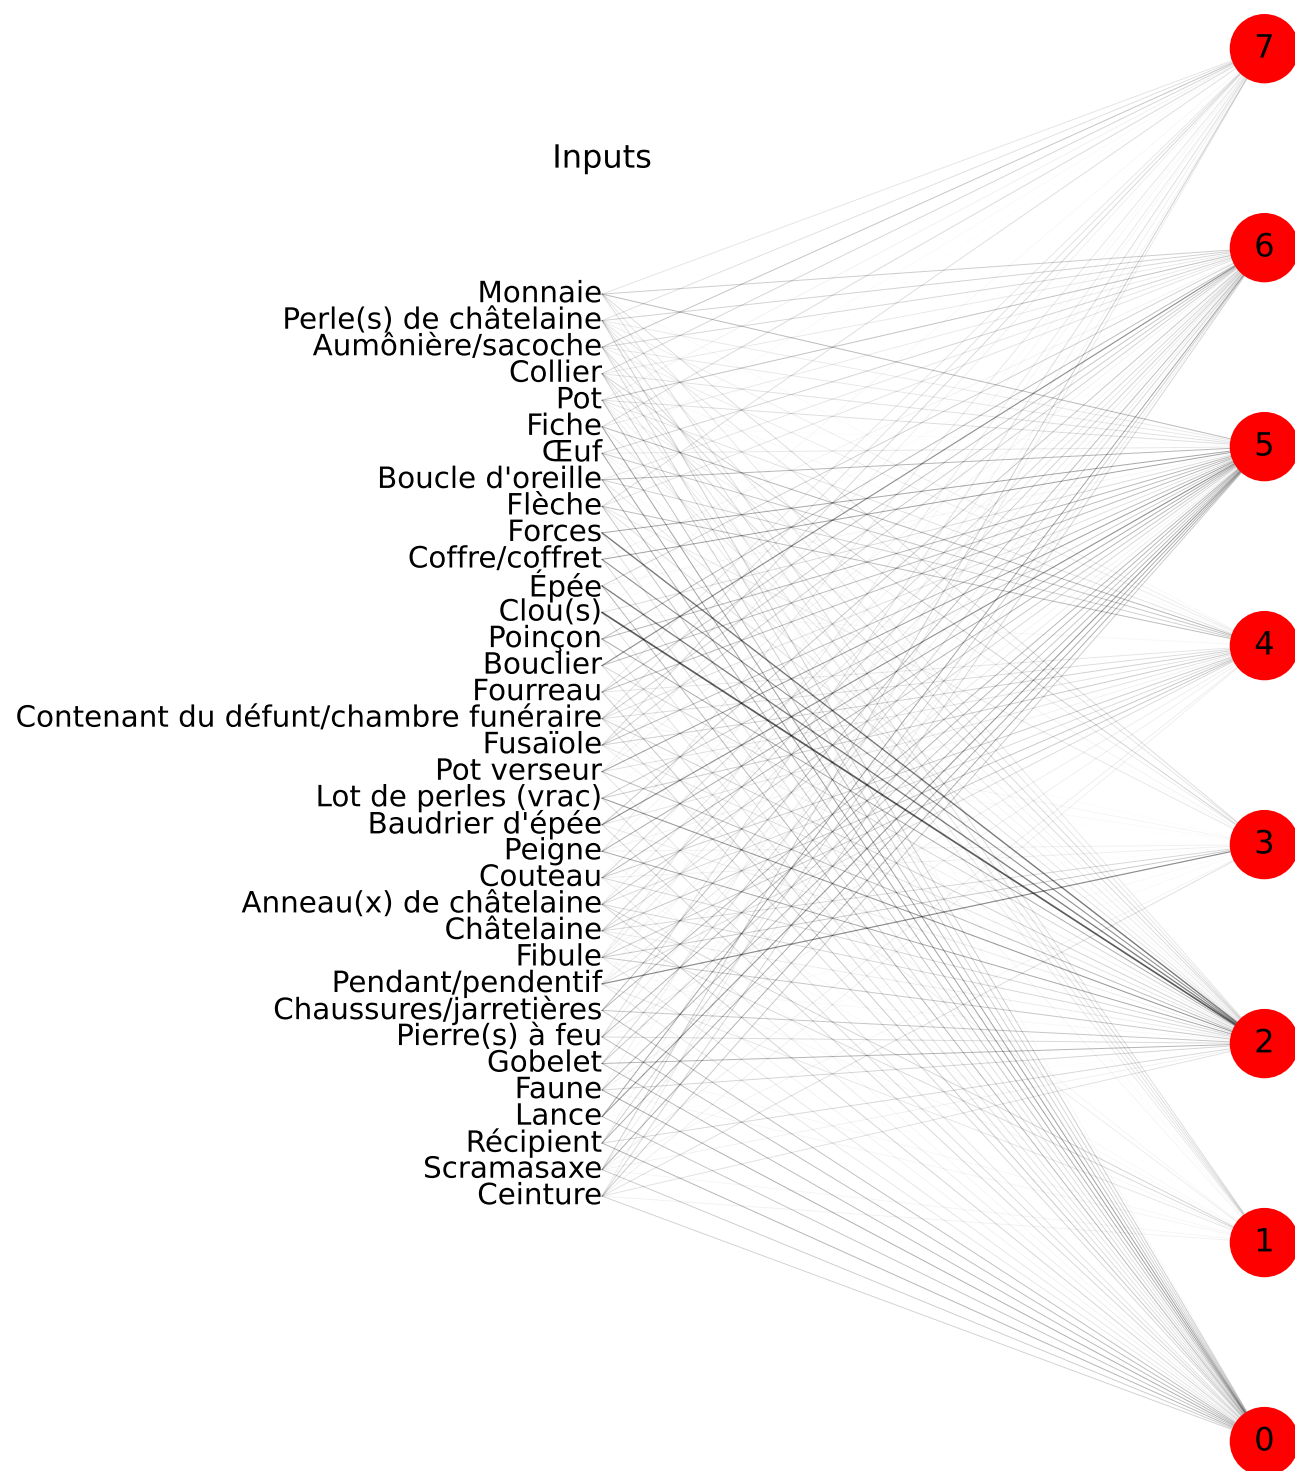 7
Inputs
6
Monnaie
Perle(s) de châtelaine
Aumônière/sacoche
Collier
Pot
Fiche
5
Œuf
Boucle d'oreille
Flèche
Forces
Coffre/coffret
Épée
Clou(s)
Poinçon
4
Bouclier
Fourreau
Contenant du défunt/chambre funéraire
Fusaïole
Pot verseur
Lot de perles (vrac)
Baudrier d'épée
3
Peigne
Couteau
Anneau(x) de châtelaine
Châtelaine
Fibule
Pendant/pendentif
Chaussures/jarretières
Pierre(s) à feu
2
Gobelet
Faune
Lance
Récipient
Scramasaxe
Ceinture
1
0